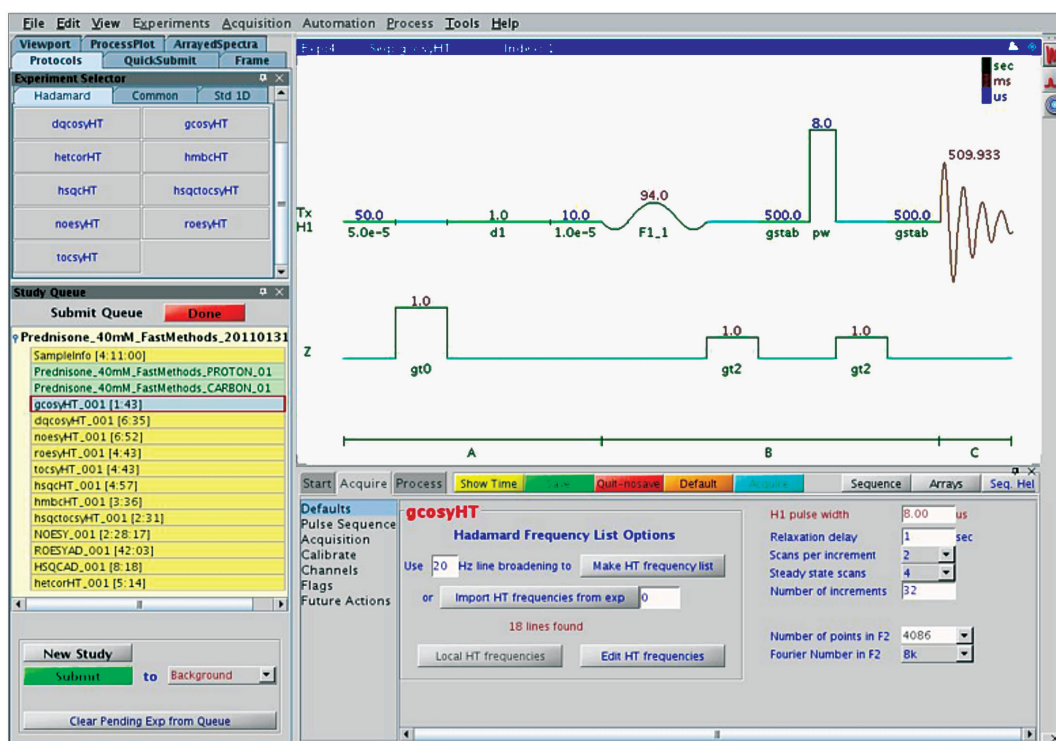 File Edit View Experiments Acquisition Automation Process Tools Help
Viewport ProcessPlot ArrayedSpectra
Protocols QuickSubmit Frame
Experiment Selector
Hadamard Common Std 1D
dqcosyHT gcosyHT
hetcorHT hmbcHT
hsqcHT hsqctocsyHT
noesyHT roesyHT
tocsyHT
Study Queue
Submit Queue Done
Prednisone_40mM_FastMethods_20110131
SampleInfo [4:11:00]
Prednisone_40mM_FastMethods_PROTON_01
Prednisone_40mM_FastMethods_CARBON_01
gcosyHT_001 [1:43]
dqcosyHT_001 [6:35]
noesyHT_001 [6:52]
roesyHT_001 [4:43]
tocsyHT_001 [4:43]
hsqcHT_001 [4:57]
hmbcHT_001 [3:36]
hsqctocsyHT_001 [2:31]
NOESY_001 [2:28:17]
ROESYAD_001 [42:03]
HSQCAD_001 [8:18]
hetcorHT_001 [5:14]
New Study
Submit to Background
Clear Pending Exp from Queue
Seq: gcosyHT Index:
sec
ms
us
8.0
509.933
94.0
Tx
H1
50.0 1.0 10.0 500.0 500.0
5.0e-5 d1 1.0e-5 F1_1 gstab pw gstab
1.0 1.0 1.0
Z
gt0 gt2 gt2
A B C
Start Acquire Process Show Time Save Quit-nosave Default Acquire Sequence Arrays Seq. Hel
Defaults
Pulse Sequence
Acquisition
Calibrate
Channels
Flags
Future Actions
gcosyHT
Hadamard Frequency List Options
Use 20 Hz line broadening to Make HT frequency list
or Import HT frequencies from exp 0
18 lines found
Local HT frequencies Edit HT frequencies
H1 pulse width 8.00 us
Relaxation delay 1 sec
Scans per increment 2
Steady state scans 4
Number of increments 32
Number of points in F2 4086
Fourier Number in F2 8k